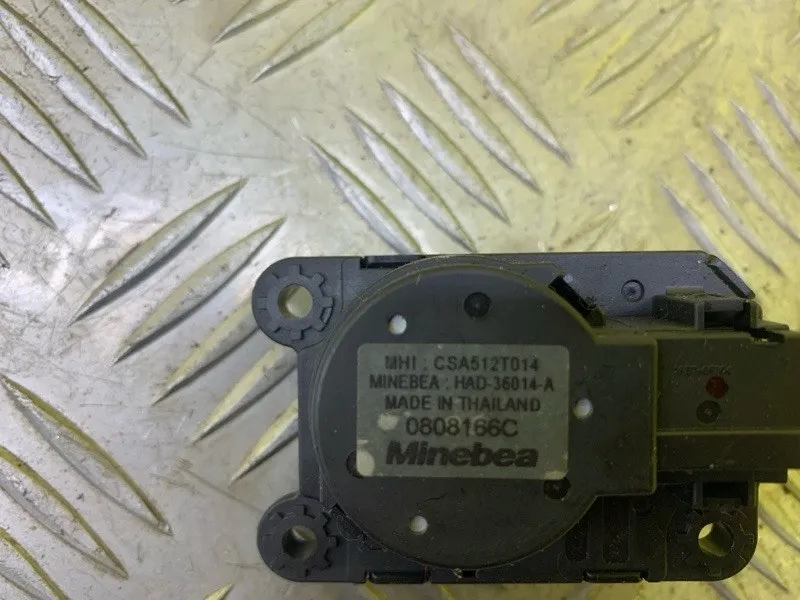 MHI : CSA512T014
MINEBEA : HAD-36014-A
MADE IN THAILAND
0808166C
Minebea